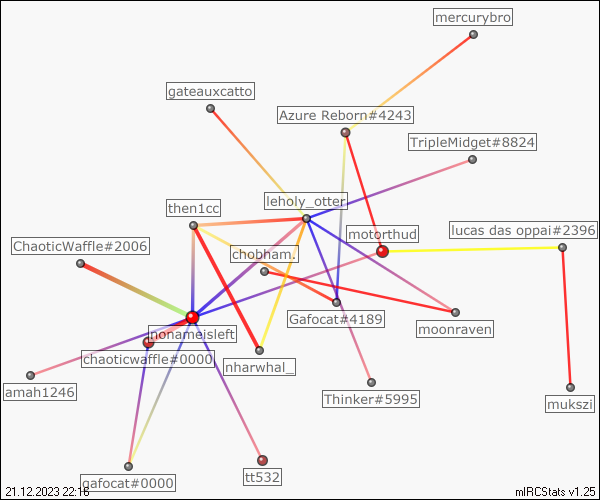 mercurybro
gateauxcatto
Azure Reborn#4243
TripleMidget#8824
leholy_otter
then1cc
lucas das oppai#2396
motorthud
ChaoticWaffle#2006
chobham.
Gafocat#4189
moonraven
nonameisleft
chaoticwaffle#0000
nharwhal_
amah1246
Thinker#5995
mukszi
tt532
gafocat#0000
21.12.2023 22:16
mIRCStats v1.25